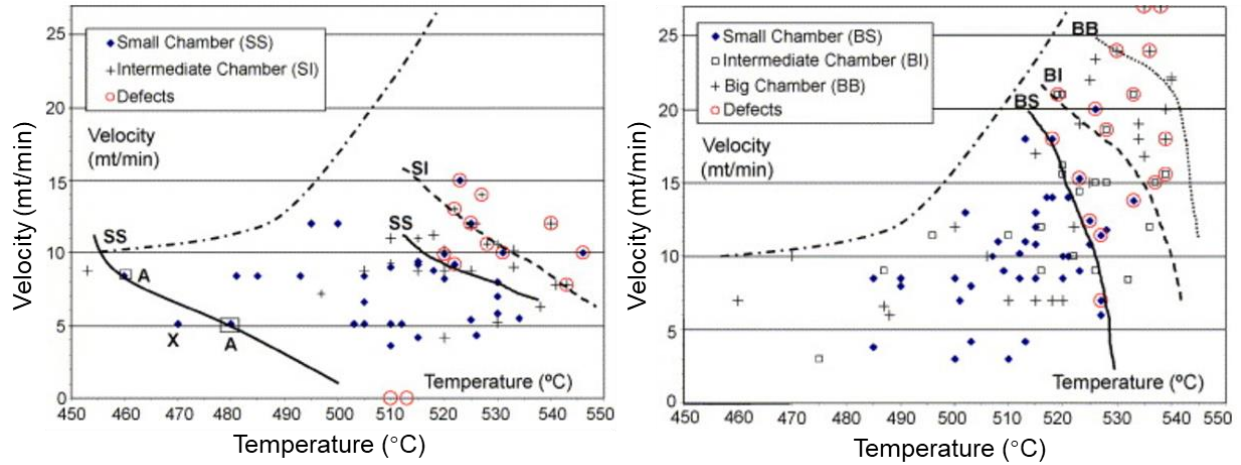 25
20
15
10
5
0
Velocity (mt/min)
Small Chamber (SS)
Intermediate Chamber (SI)
Defects
Velocity
(mt/min)
SI
SS
SS
A
X
A
Temperature (ºC)
450 460 470 480 490 500 510 520 530 540 550
Temperature (°C)
25
20
15
10
5
0
Velocity (mt/min)
Small Chamber (BS)
Intermediate Chamber (BI)
Big Chamber (BB)
Defects
Velocity
(mt/min)
BB
BI
BS
Temperature (ºC)
450 460 470 480 490 500 510 520 530 540 550
Temperature (°C)